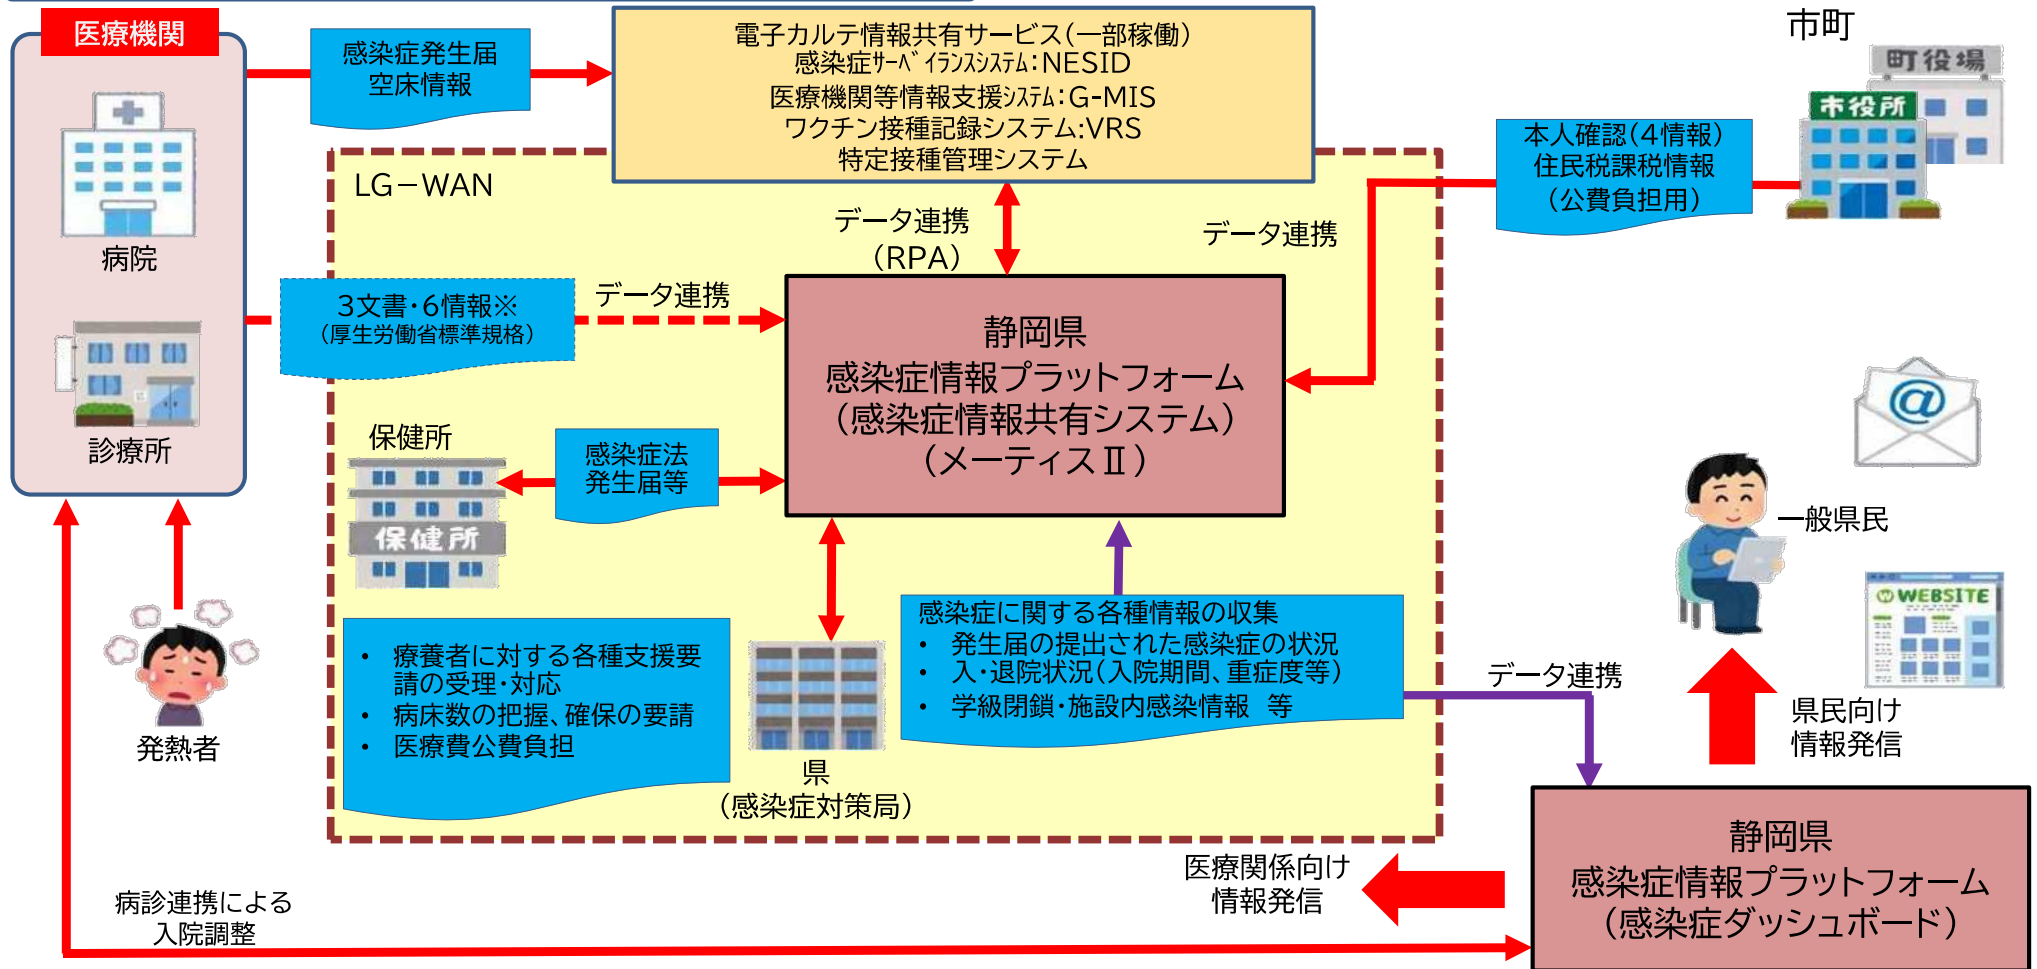 医療機関
病院
診療所
感染症発生届
空床情報
電子カルテ情報共有サービス(一部稼働)
感染症ｻｰﾍﾞｲﾗﾝｽｼｽﾃﾑ:NESID
医療機関等情報支援ｼｽﾃﾑ:G-MIS
ワクチン接種記録システム:VRS
特定接種管理システム
市町
町役場
市役所
本人確認(4情報)
住民税課税情報
(公費負担用)
LG-WAN
データ連携
(RPA)
データ連携
3文書・6情報※
(厚生労働省標準規格)
データ連携
静岡県
感染症情報プラットフォーム
(感染症情報共有システム)
(メーティスⅡ)
保健所
保健所
感染症法
発生届等
@
一般県民
WEBSITE
発熱者
• 療養者に対する各種支援要
請の受理・対応
• 病床数の把握、確保の要請
• 医療費公費負担
県
(感染症対策局)
感染症に関する各種情報の収集
• 発生届の提出された感染症の状況
• 入・退院状況(入院期間、重症度等)
• 学級閉鎖・施設内感染情報 等
データ連携
県民向け
情報発信
医療関係向け
情報発信
静岡県
感染症情報プラットフォーム
(感染症ダッシュボード)
病診連携による
入院調整